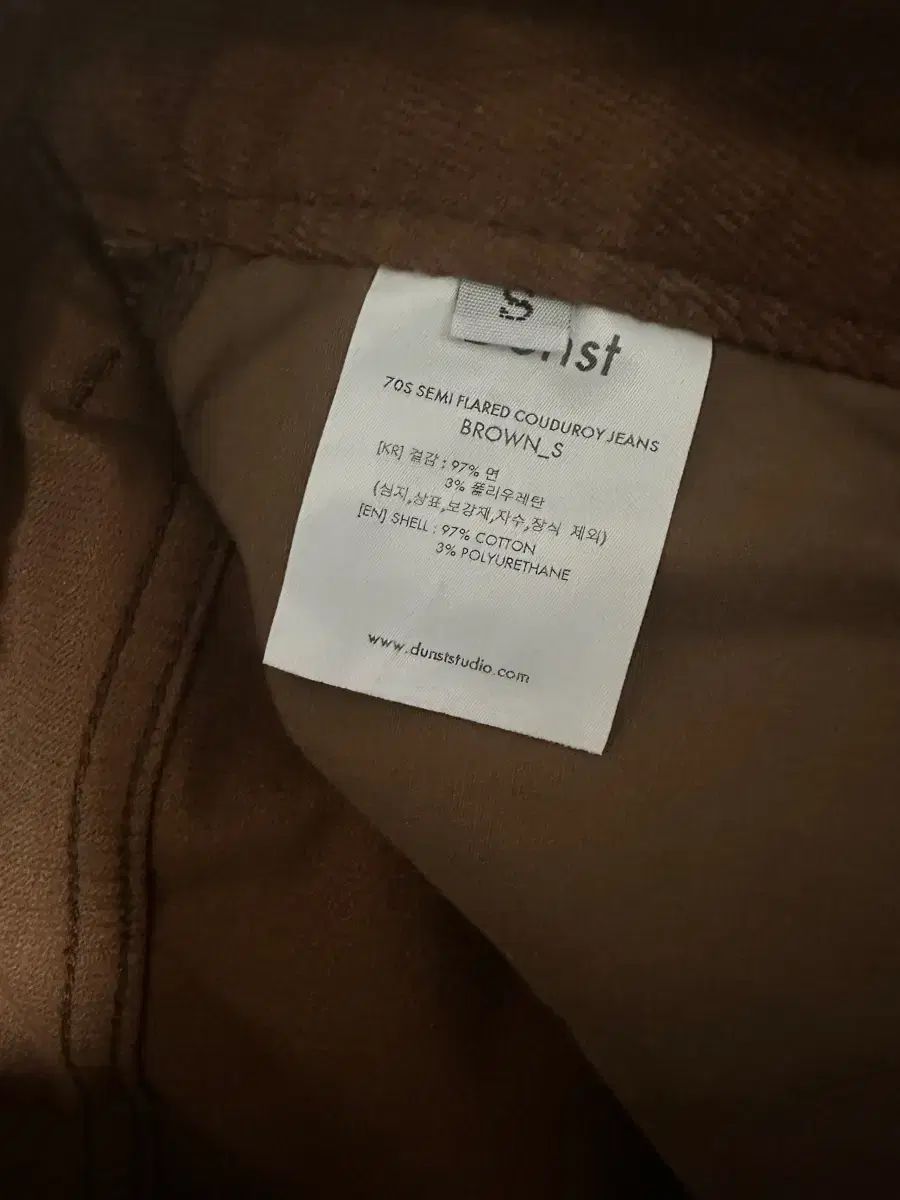 S
nst
70S SEMI FLARED COUDUROY JEANS
BROWN_S
[KR] 겉감 : 97% 면
3% 폴리우레탄
(심지,상표,보강재,자수,장식 제외)
[EN] SHELL : 97% COTTON
3% POLYURETHANE
www.dunststudio.com